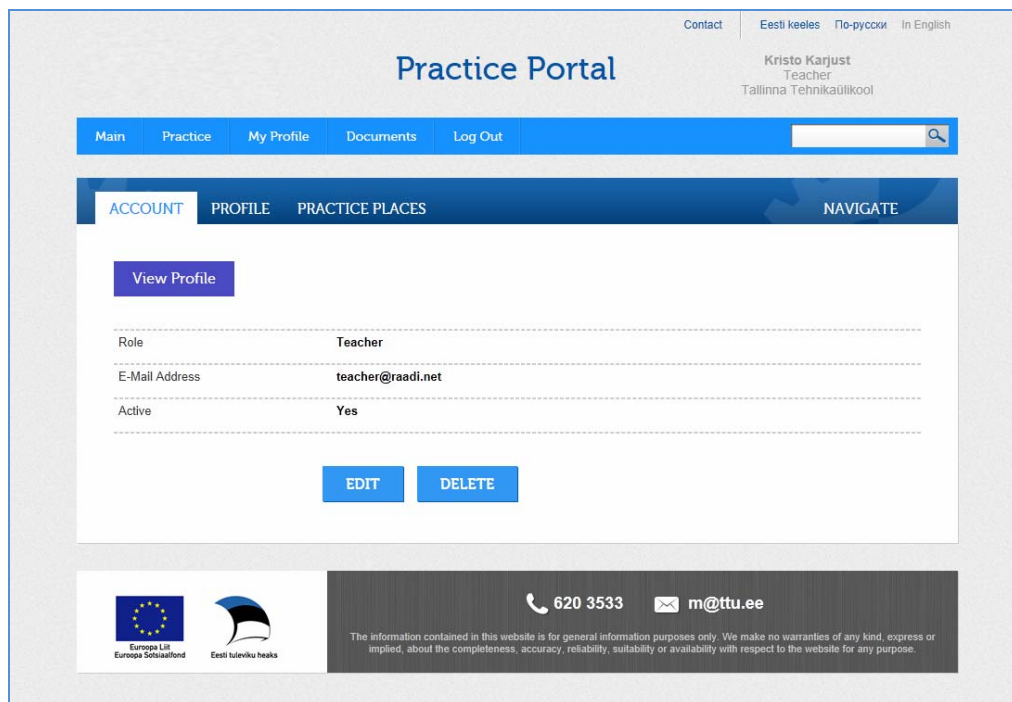 Contact Eesti keeles По-русски In English
Practice Portal
Kristo Karjust
Teacher
Tallinna Tehnikaülikool
Main Practice My Profile Documents Log Out
ACCOUNT PROFILE PRACTICE PLACES NAVIGATE
View Profile
Role Teacher
E-Mail Address teacher@raadi.net
Active Yes
EDIT DELETE
620 3533 m@ttu.ee
The information contained in this website is for general information purposes only. We make no warranties of any kind, express or
implied, about the completeness, accuracy, reliability, suitability or availability with respect to the website for any purpose.
Euroopa Liit
Euroopa Sotsiaalfond
Eesti tuleviku heaks